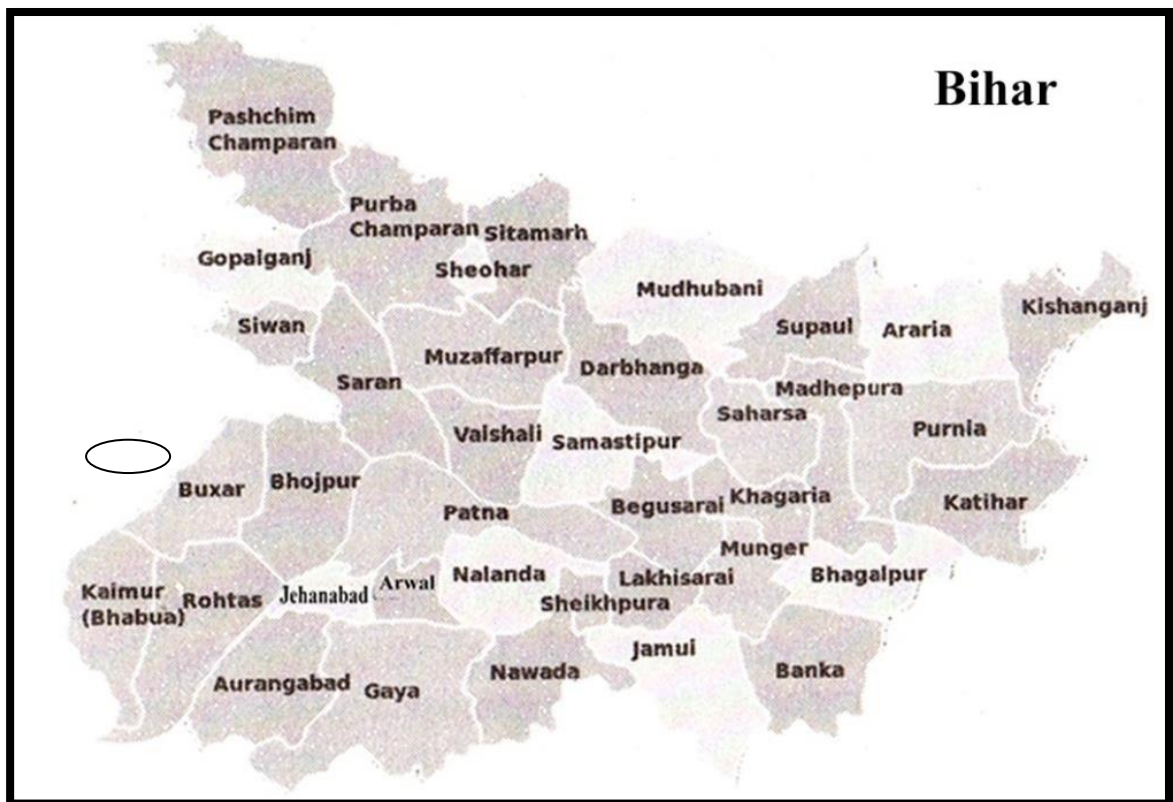 Bihar
Pashchim
Champaran
Purba
Champaran
Sitamarh
Gopalganj
Sheohar
Mudhubani
Kishanganj
Siwan
Supaul
Araria
Muzaffarpur
Darbhanga
Saran
Madhepura
Saharsa
Vaishali
Samastipur
Purnia
Buxar
Bhojpur
Patna
Begusarai
Khagaria
Katihar
Munger
Kaimur
(Bhabua)
Rohtas
Jehanabad
Arwal
Nalanda
Lakhisarai
Bhagalpur
Sheikhpura
Jamui
Aurangabad
Gaya
Nawada
Banka